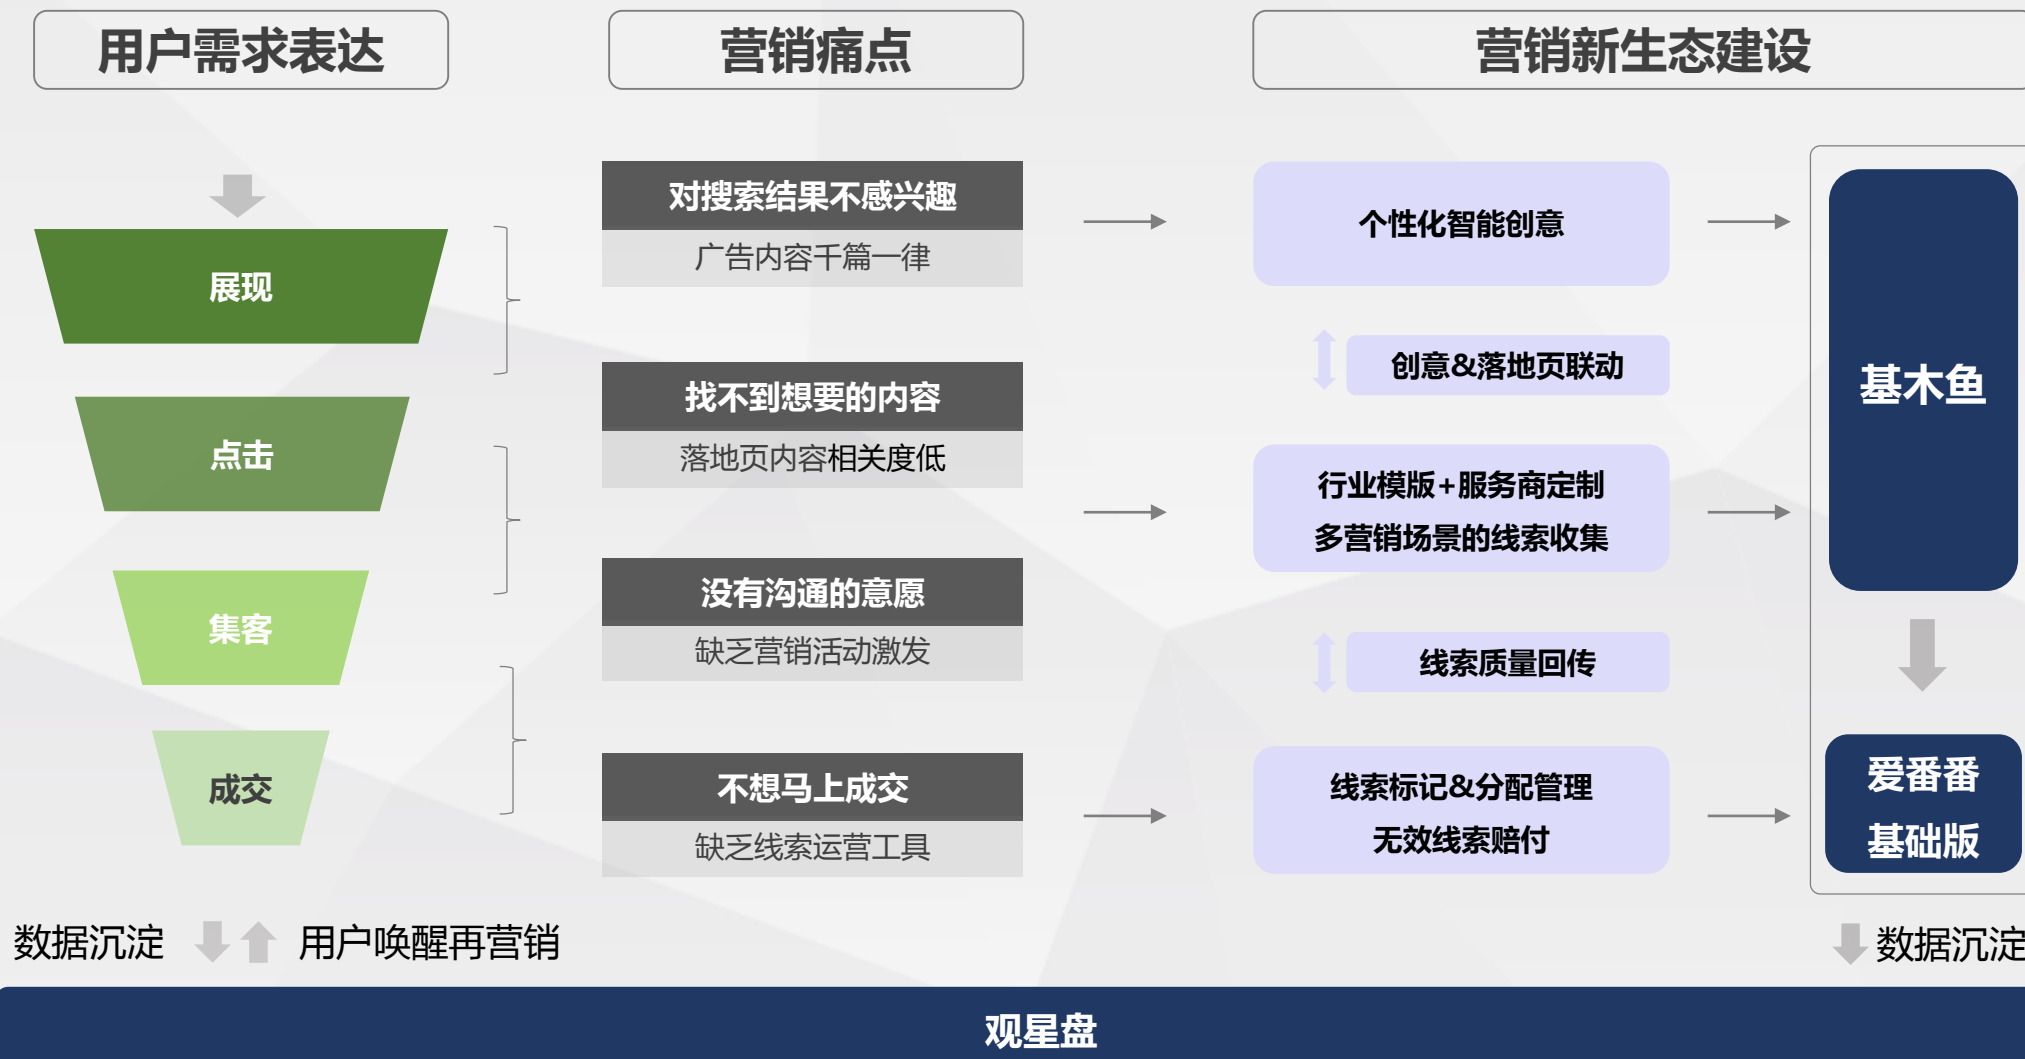 用户需求表达
营销痛点
营销新生态建设
展现
点击
集客
成交
对搜索结果不感兴趣
广告内容千篇一律
找不到想要的内容
落地页内容相关度低
没有沟通的意愿
缺乏营销活动激发
不想马上成交
缺乏线索运营工具
个性化智能创意
创意&落地页联动
行业模版+服务商定制
多营销场景的线索收集
线索质量回传
线索标记&分配管理
无效线索赔付
基木鱼
爱番番
基础版
数据沉淀
用户唤醒再营销
数据沉淀
观星盘